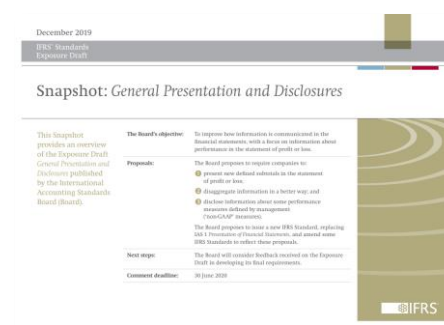 December 2019
IFRS® Standards
Exposure Draft
Snapshot: General Presentation and Disclosures
This Snapshot
provides an overview
of the Exposure Draft
General Presentation and
Disclosures published
by the International
Accounting Standards
Board (Board).
The Board's objective:
To improve how information is communicated in the
financial statements, with a focus on information about
performance in the statement of profit or loss.
Proposals:
The Board proposes to require companies to:
1 present new defined subtotals in the statement
of profit or loss;
2 disaggregate information in a better way; and
3 disclose information about some performance
measures defined by management
('non-GAAP' measures)
The Board proposes to issue a new IFRS Standard, replacing
IAS 1 Presentation of Financial Statements, and amend some
IFRS Standards to reflect these proposals.
Next steps:
The Board will consider feedback received on the Exposure
Draft in developing its final requirements.
Comment deadline:
30 June 2020
IFRS